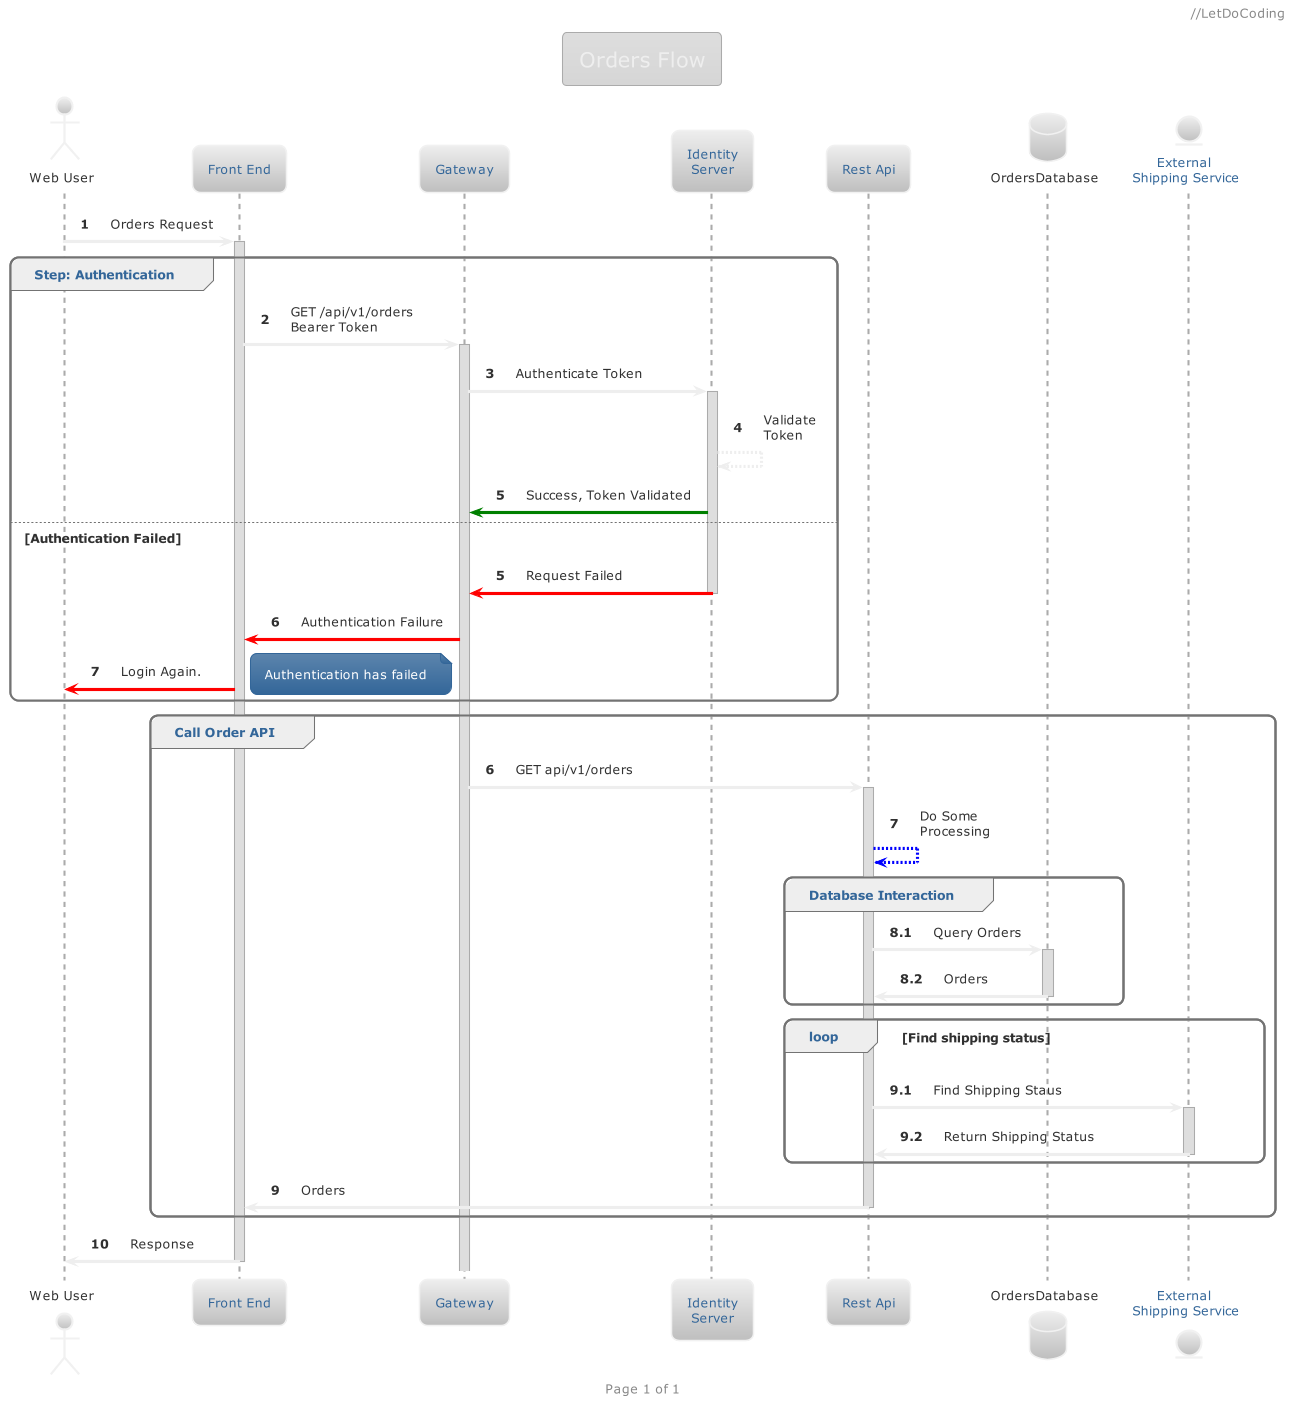 //LetDoCoding
Orders Flow
Web User
Front End
Gateway
Identity
Server
Rest Api
OrdersDatabase
External
Shipping Service
1 Orders Request
Step: Authentication
2 GET /api/v1/orders
Bearer Token
3 Authenticate Token
4 Validate
Token
5 Success, Token Validated
[Authentication Failed]
5 Request Failed
6 Authentication Failure
7 Login Again.
Authentication has failed
Call Order API
6 GET api/v1/orders
7 Do Some
Processing
Database Interaction
8.1 Query Orders
8.2 Orders
loop [Find shipping status]
9.1 Find Shipping Staus
9.2 Return Shipping Status
9 Orders
10 Response
Web User
Front End
Gateway
Identity
Server
Rest Api
OrdersDatabase
External
Shipping Service
Page 1 of 1